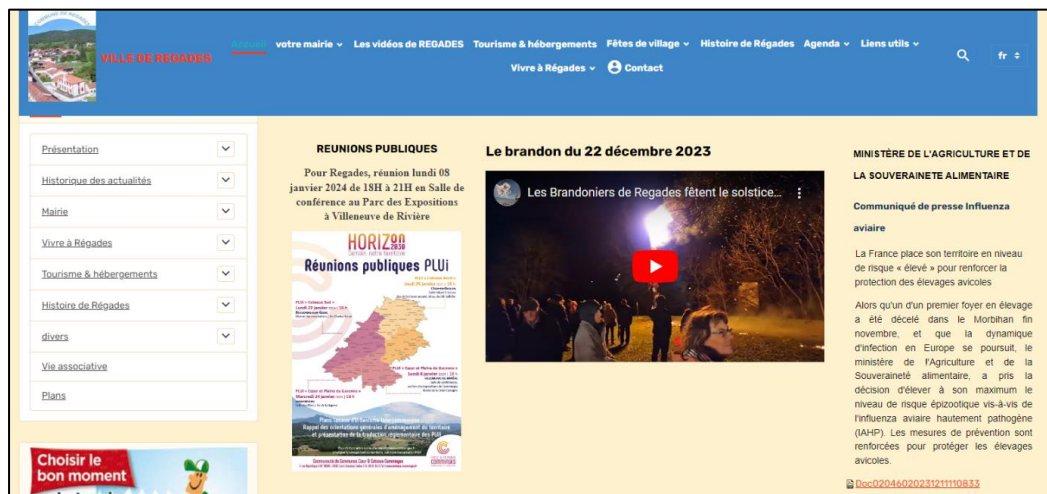 COMMUNE DE REGADES
VILLE DE REGADES
Accueil votre mairie Les vidéos de REGADES Tourisme & hébergements Fêtes de village Histoire de Régades Agenda Liens utils
Vivre à Régades Contact
fr
Présentation
Historique des actualités
Mairie
Vivre à Régades
Tourisme & hébergements
Histoire de Régades
divers
Vie associative
Plans
Choisir le
bon moment
REUNIONS PUBLIQUES
Pour Regades, réunion lundi 08
janvier 2024 de 18H à 21H en Salle de
conférence au Parc des Expositions
à Villeneuve de Rivière
HORIZON
2030
Réunions publiques PLUi
Le brandon du 22 décembre 2023
Les Brandoniers de Regades fêtent le solstice...
MINISTÈRE DE L'AGRICULTURE ET DE
LA SOUVERAINETE ALIMENTAIRE
Communiqué de presse Influenza
aviaire
La France place son territoire en niveau
de risque « élevé » pour renforcer la
protection des élevages avicoles
Alors qu'un d'un premier foyer en élevage
a été décelé dans le Morbihan fin
novembre, et que la dynamique
d'infection en Europe se poursuit, le
ministère de l'Agriculture et de la
Souveraineté alimentaire, a pris la
décision d'élever à son maximum le
niveau de risque épizootique vis-à-vis de
l'influenza aviaire hautement pathogène
(IAHP). Les mesures de prévention sont
renforcées pour protéger les élevages
avicoles.
Doc02046020231211110833